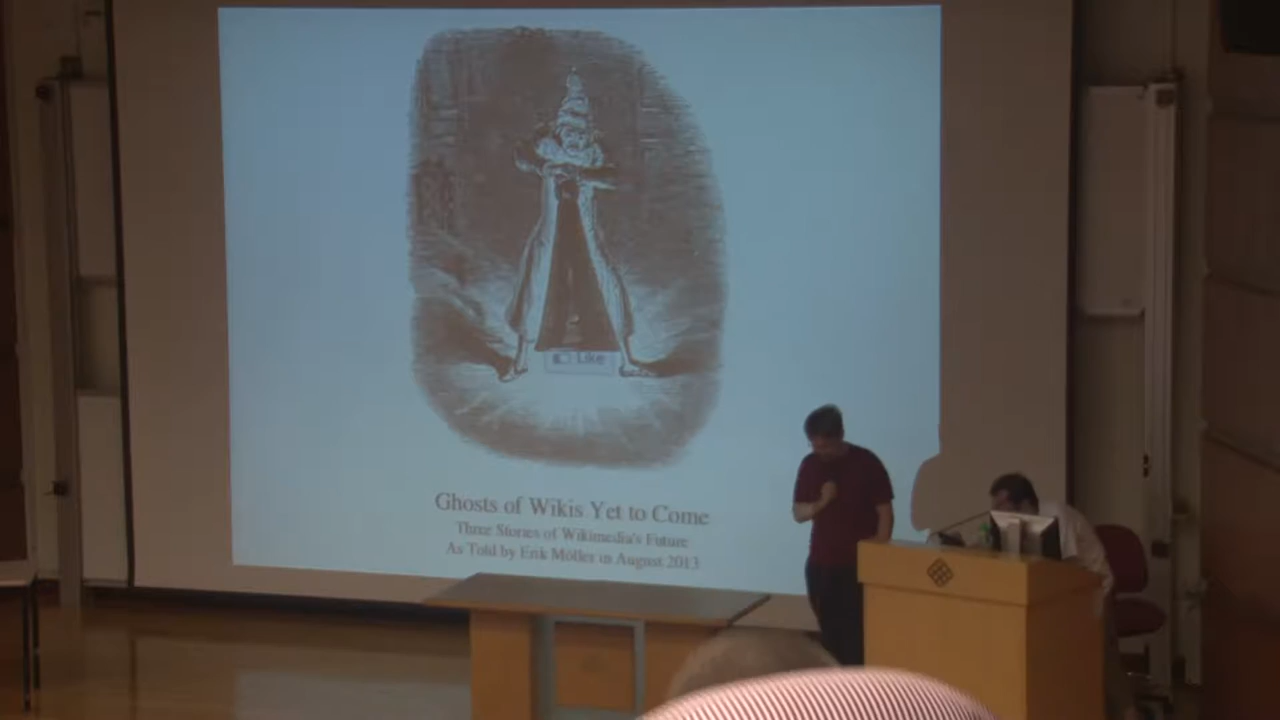 Like
Ghosts of Wikis Yet to Come
Three Stories of Wikimedia's Future
As Told by Erik Möller in August 2013